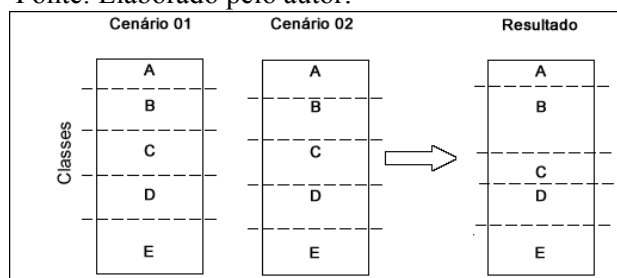 Fonte: Elaborado pelo autor.
Cenário 01 Cenário 02 Resultado
Classes
A A A
B B B
C C C
D D D
E E E